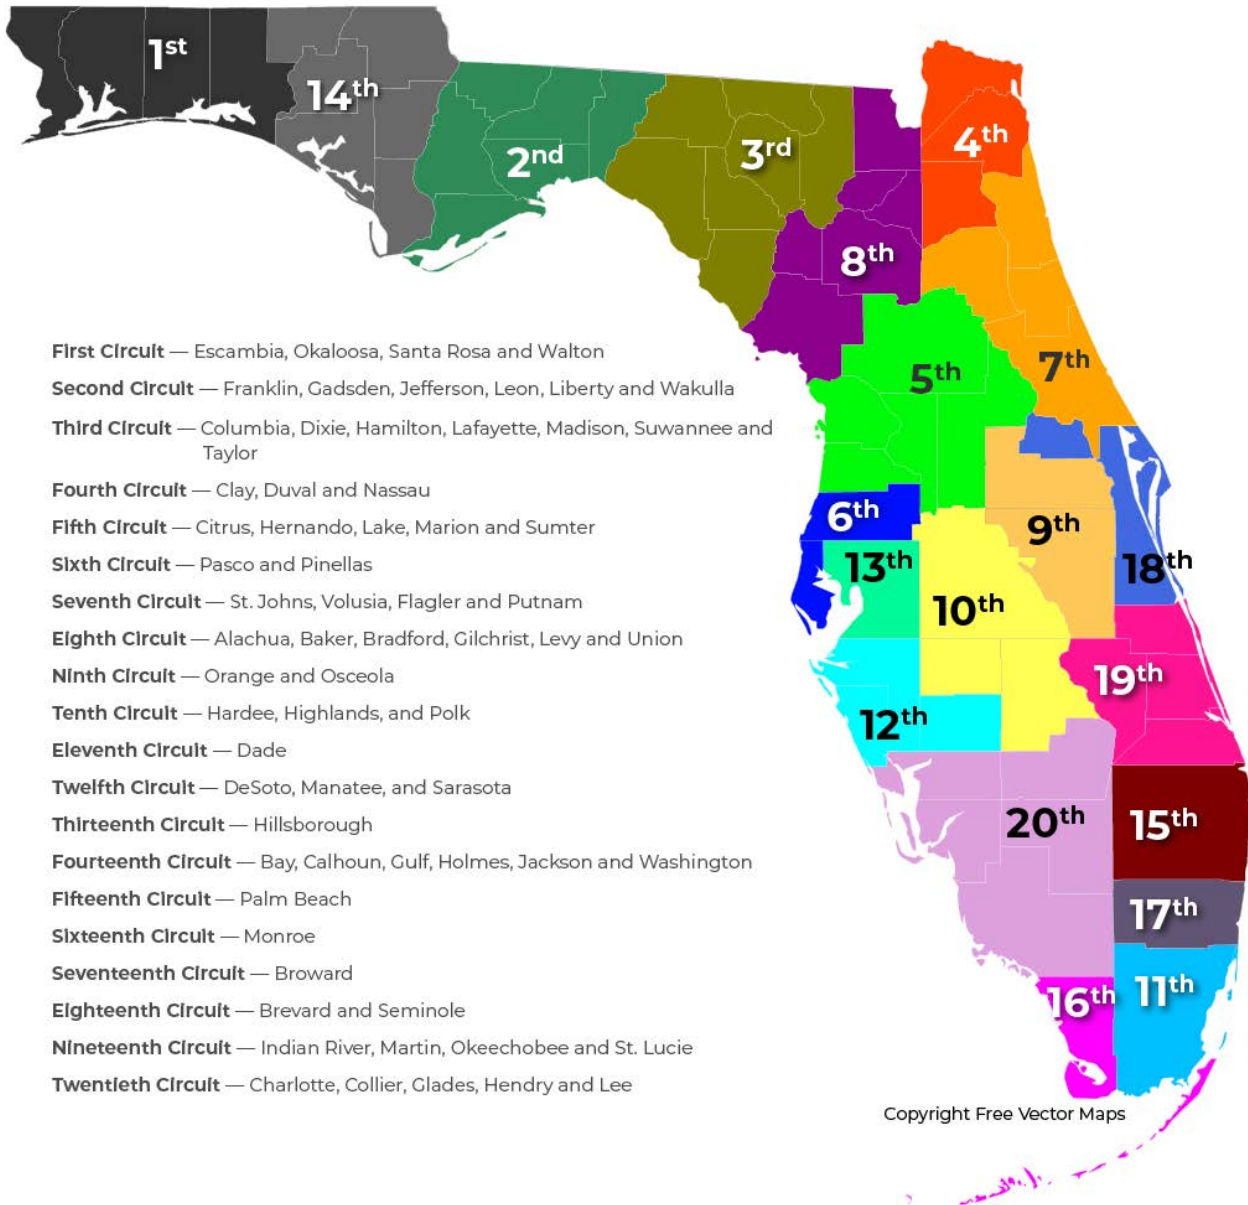 1st
14th
2nd
3rd
4th
8th
7th
5th
First Circuit — Escambia, Okaloosa, Santa Rosa and Walton
Second Circuit — Franklin, Gadsden, Jefferson, Leon, Liberty and Wakulla
Third Circuit — Columbia, Dixie, Hamilton, Lafayette, Madison, Suwannee and
Taylor
Fourth Circuit — Clay, Duval and Nassau
Fifth Circuit — Citrus, Hernando, Lake, Marion and Sumter
Sixth Circuit — Pasco and Pinellas
Seventh Circuit — St. Johns, Volusia, Flagler and Putnam
Eighth Circuit — Alachua, Baker, Bradford, Gilchrist, Levy and Union
Ninth Circuit — Orange and Osceola
Tenth Circuit — Hardee, Highlands, and Polk
Eleventh Circuit — Dade
Twelfth Circuit — DeSoto, Manatee, and Sarasota
Thirteenth Circuit — Hillsborough
Fourteenth Circuit — Bay, Calhoun, Gulf, Holmes, Jackson and Washington
Fifteenth Circuit — Palm Beach
Sixteenth Circuit — Monroe
Seventeenth Circuit — Broward
Eighteenth Circuit — Brevard and Seminole
Nineteenth Circuit — Indian River, Martin, Okeechobee and St. Lucie
Twentieth Circuit — Charlotte, Collier, Glades, Hendry and Lee
6th
9th
13th
18th
10th
19th
12th
20th
15th
17th
16th
11th
Copyright Free Vector Maps